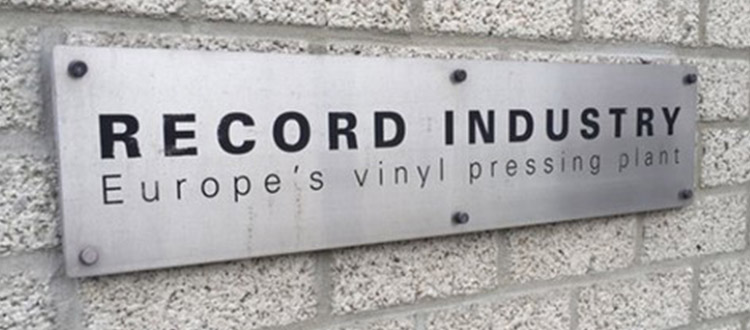 RECORD INDUSTRY
Europe's vinyl pressing plant